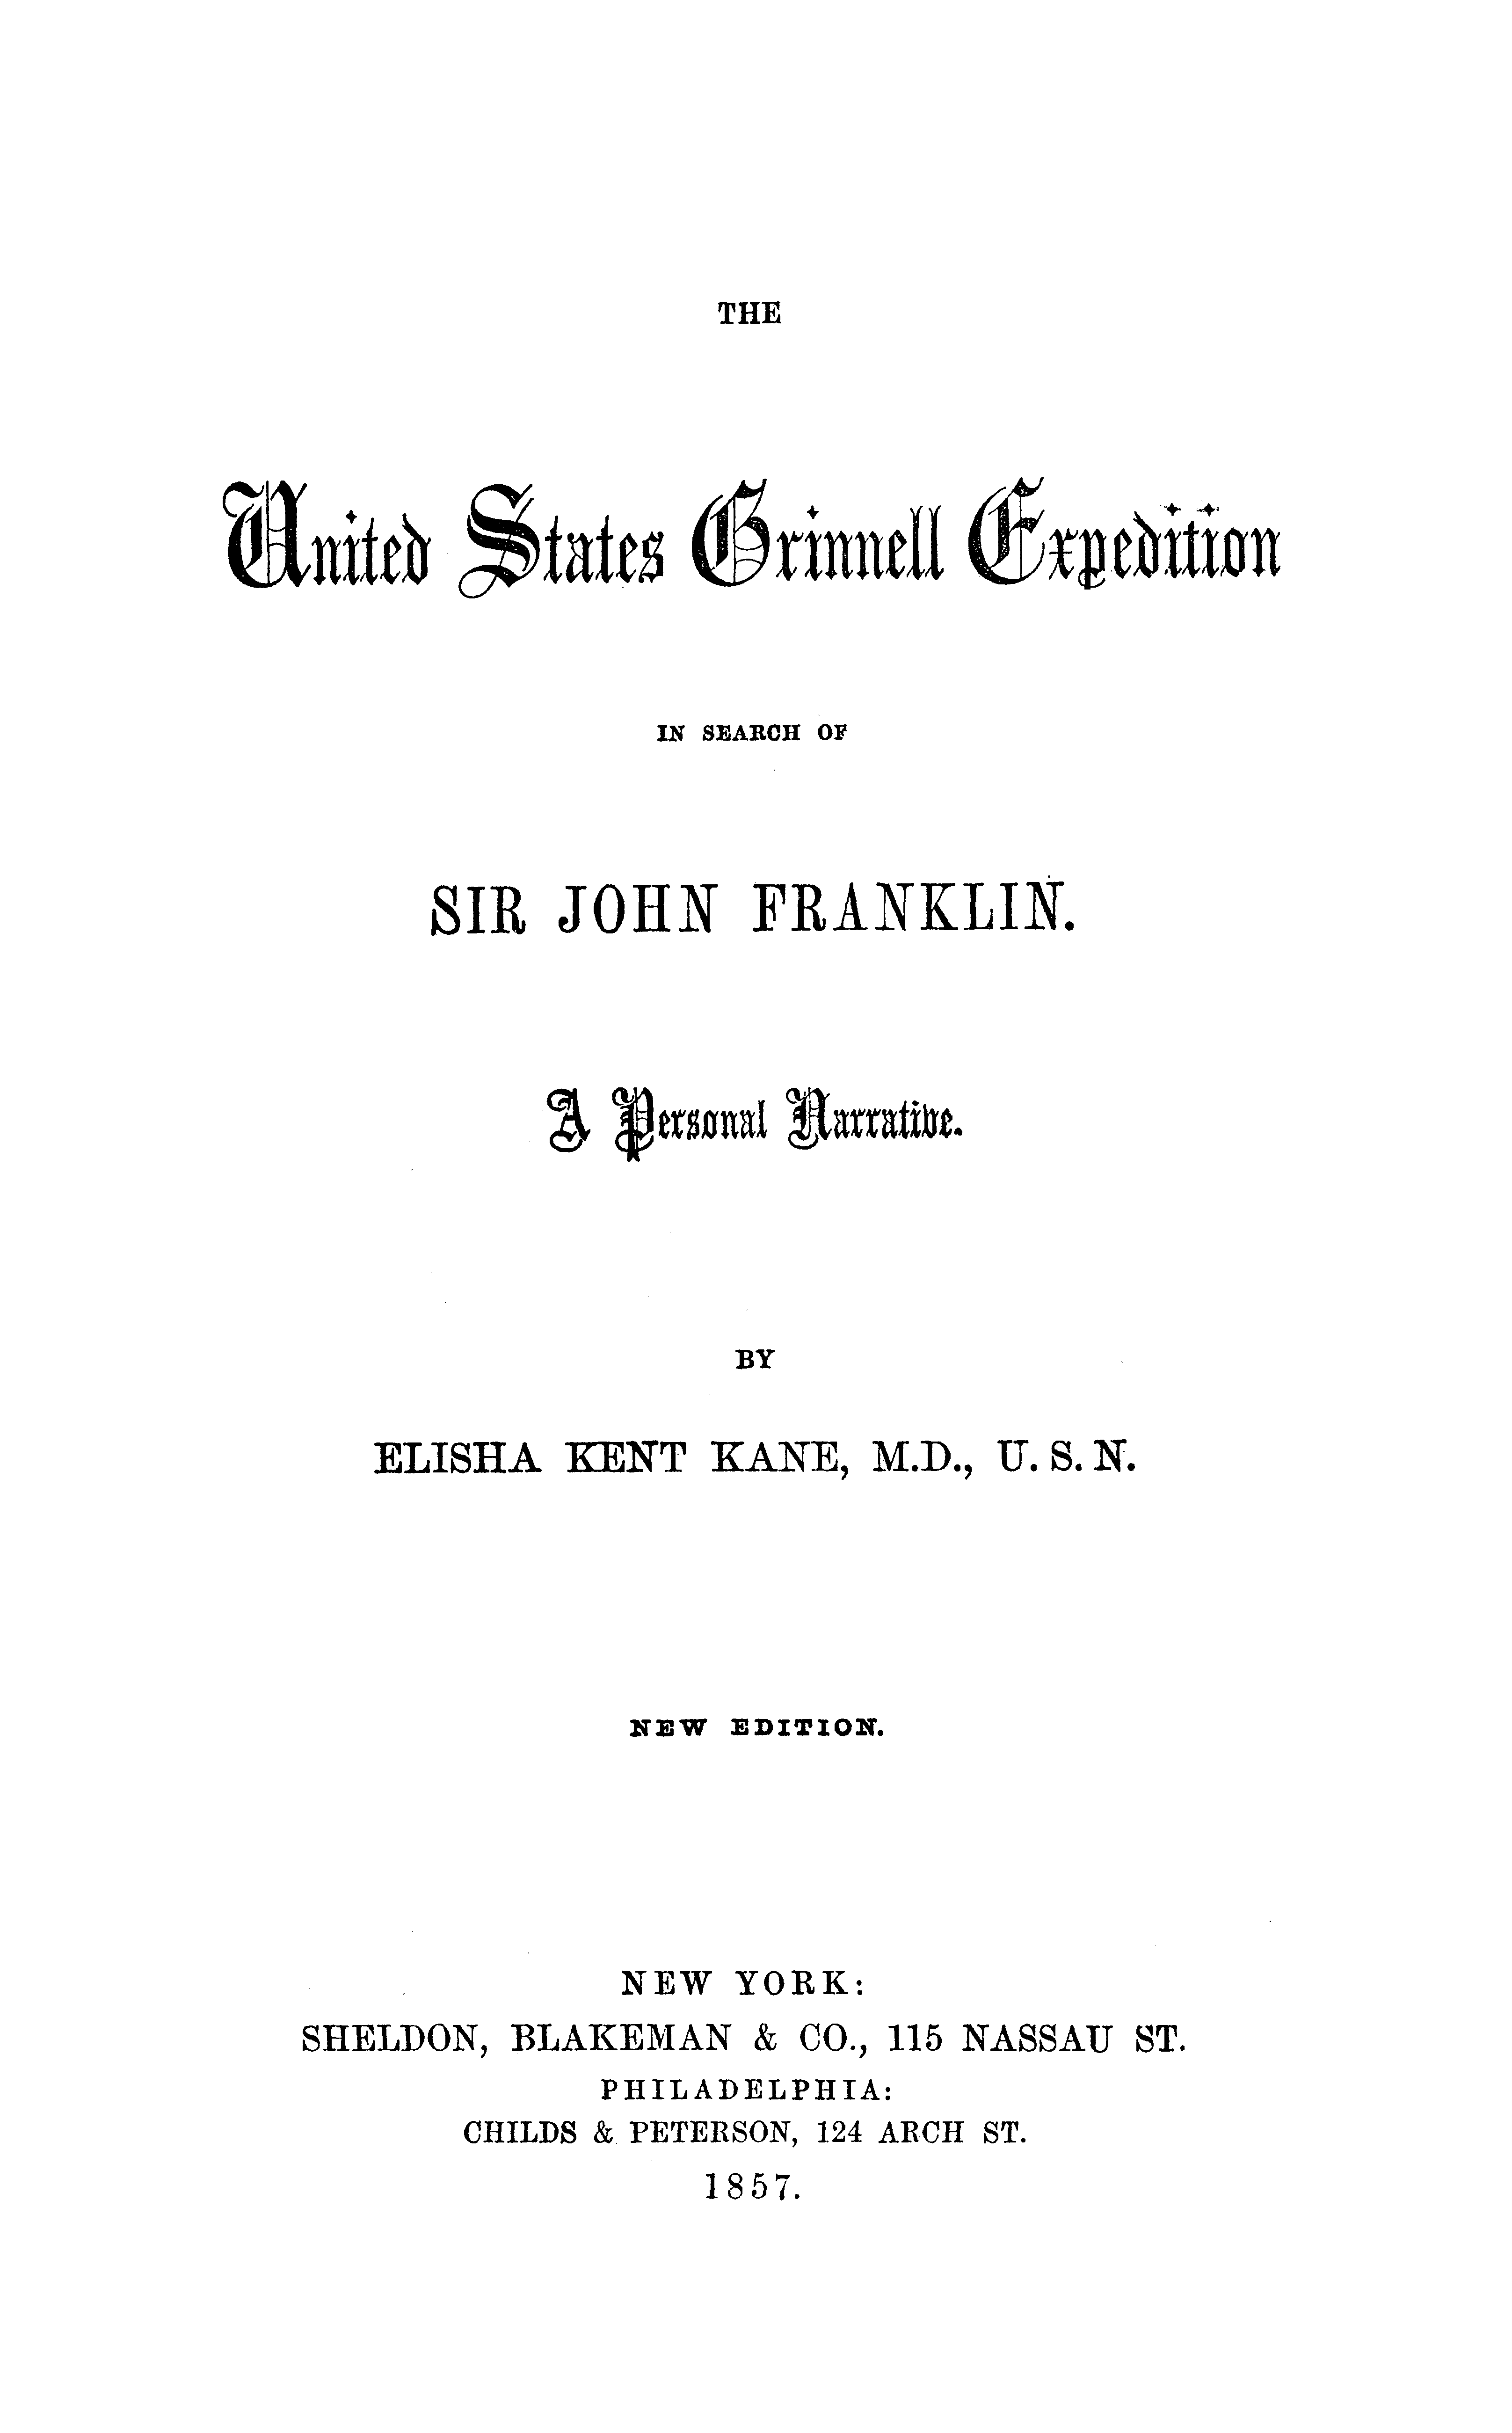 THE
United States Grinnell Expedition
IN SEARCH OF
SIR JOHN FRANKLIN.
A Personal Narrative.
BY
ELISHA KENT KANE, M.D., U. S. N.
NEW EDITION.
NEW YORK:
SHELDON, BLAKEMAN & CO., 115 NASSAU ST.
PHILADELPHIA:
CHILDS & PETERSON, 124 ARCH ST.
1857.